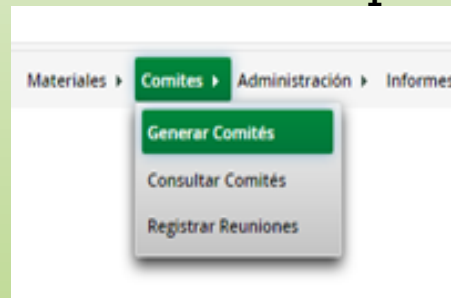 Materiales Comites Administración Informes
Generar Comités
Consultar Comités
Registrar Reuniones